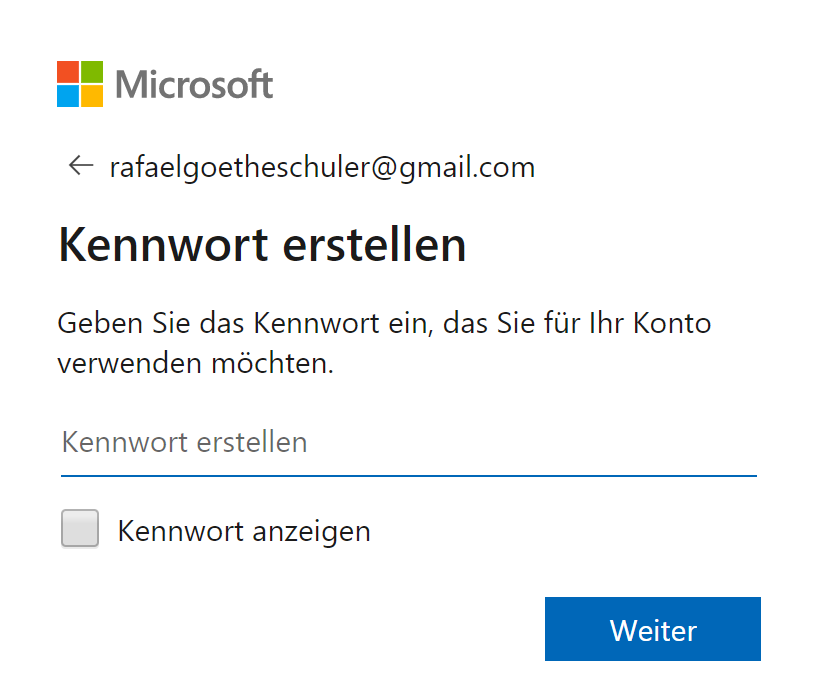 Microsoft
rafaelgoetheschuler@gmail.com
Kennwort erstellen
Geben Sie das Kennwort ein, das Sie für Ihr Konto
verwenden möchten.
Kennwort erstellen
Kennwort anzeigen
Weiter